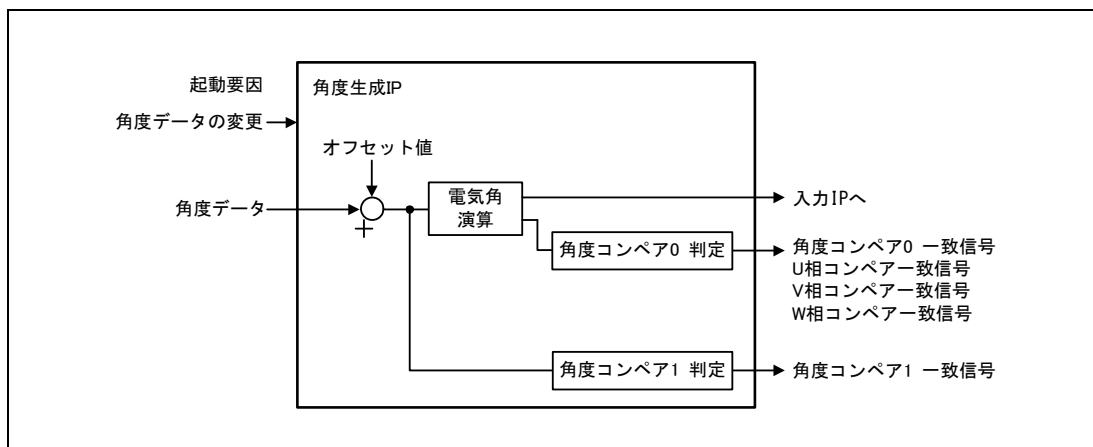 起動要因
角度生成IP
角度データの変更
オフセット値
角度データ
+
電気角
演算
入力IPへ
角度コンペア0 判定
角度コンペア0 一致信号
U相コンペア一致信号
V相コンペア一致信号
W相コンペア一致信号
角度コンペア1 判定
角度コンペア1 一致信号